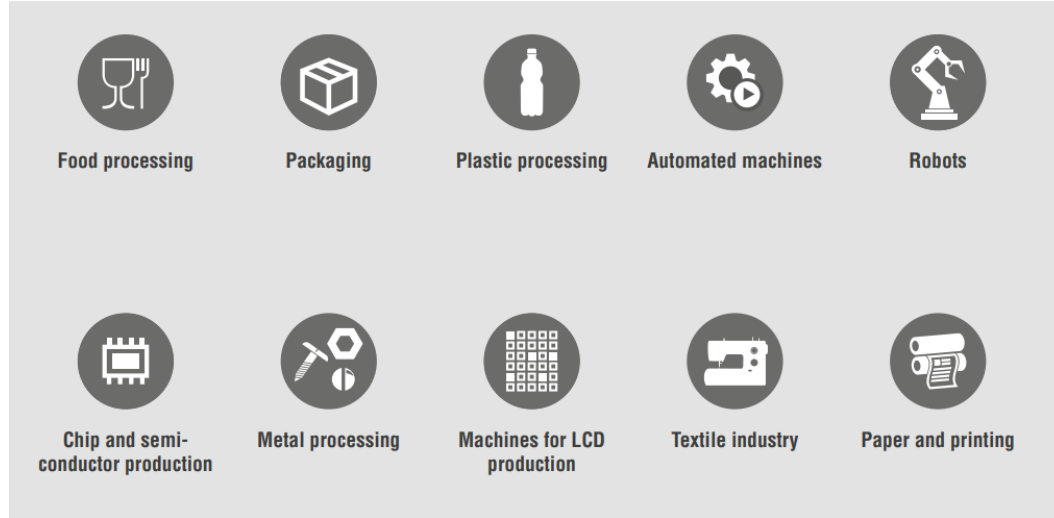 Food processing
Packaging
Plastic processing
Automated machines
Robots
Chip and semi-
conductor production
Metal processing
Machines for LCD
production
Textile industry
Paper and printing